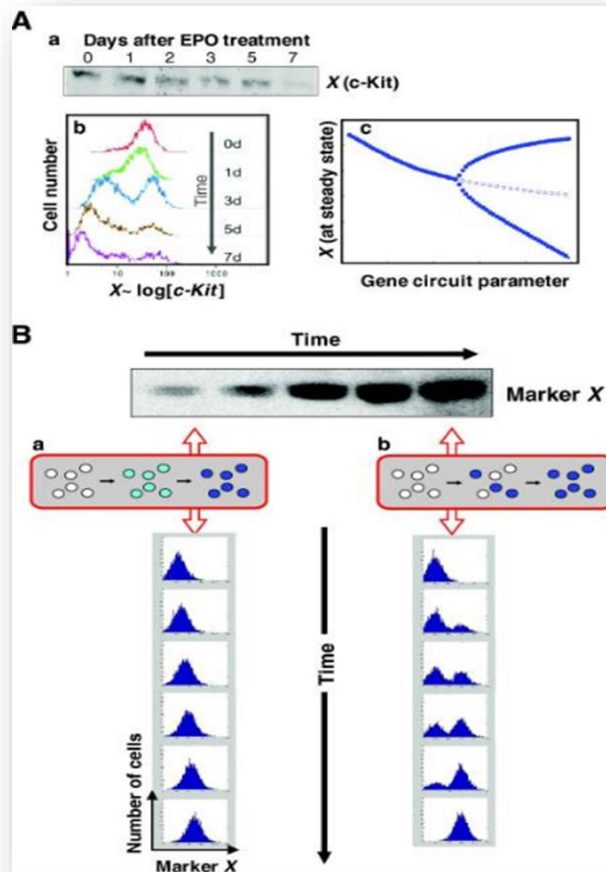 A
a
Days after EPO treatment
0 1 2 3 5 7
X (c-Kit)
b
Cell number
0d
1d
3d
5d
7d
Time
1 10 100 1000
X~ log[c-Kit]
c
X (at steady state)
Gene circuit parameter
B
Time
Marker X
a
b
Time
Number of cells
Marker X